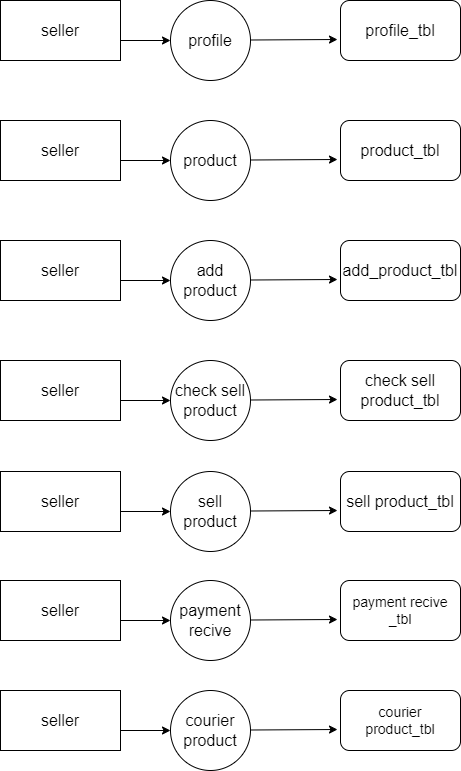 seller
profile
profile_tbl
seller
product
product_tbl
seller
add
product
add_product_tbl
seller
check sell
product
check sell
product_tbl
seller
sell
product
sell product_tbl
seller
payment
recive
payment recive
_tbl
seller
courier
product
courier
product_tbl